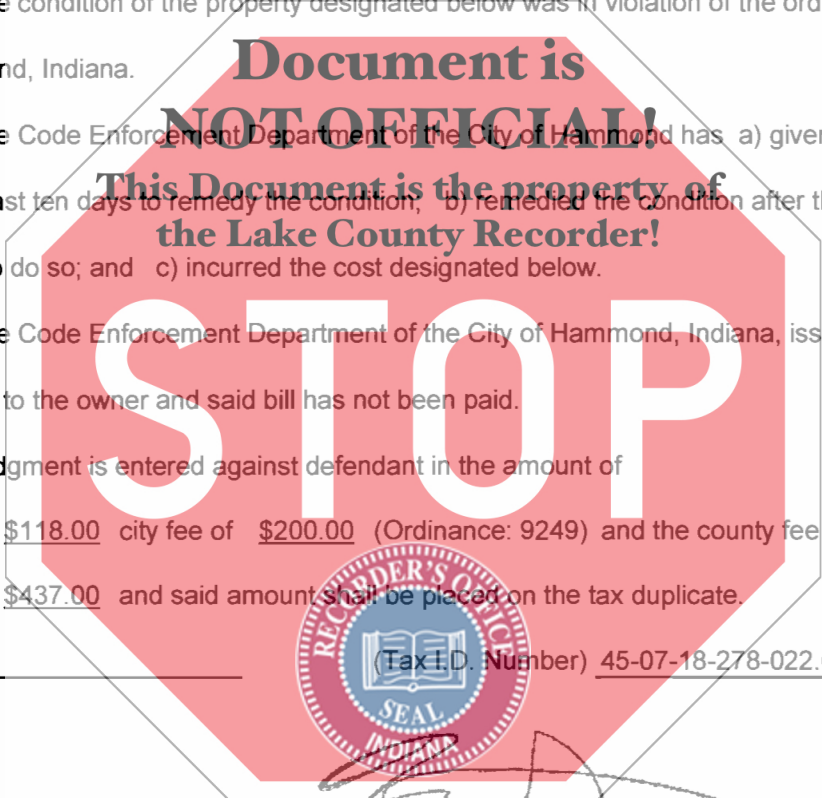 e condition of the property designated below was in violation of the ord
Document is
nd, Indiana.
NOT OFFICIAL!
e Code Enforcement Department of the City of Hammond has a) given
This Document is the property of
st ten days to remedy the condition; b) remedied the condition after th
the Lake County Recorder!
do so; and c) incurred the cost designated below.
e Code Enforcement Department of the City of Hammond, Indiana, iss
STOP
to the owner and said bill has not been paid.
dgment is entered against defendant in the amount of
$118.00 city fee of $200.00 (Ordinance: 9249) and the county fee
$437.00 and said amount shall be placed on the tax duplicate.
RECORDER'S OFFICE
(Tax I.D. Number) 45-07-18-278-022.
SEAL
INDIANA